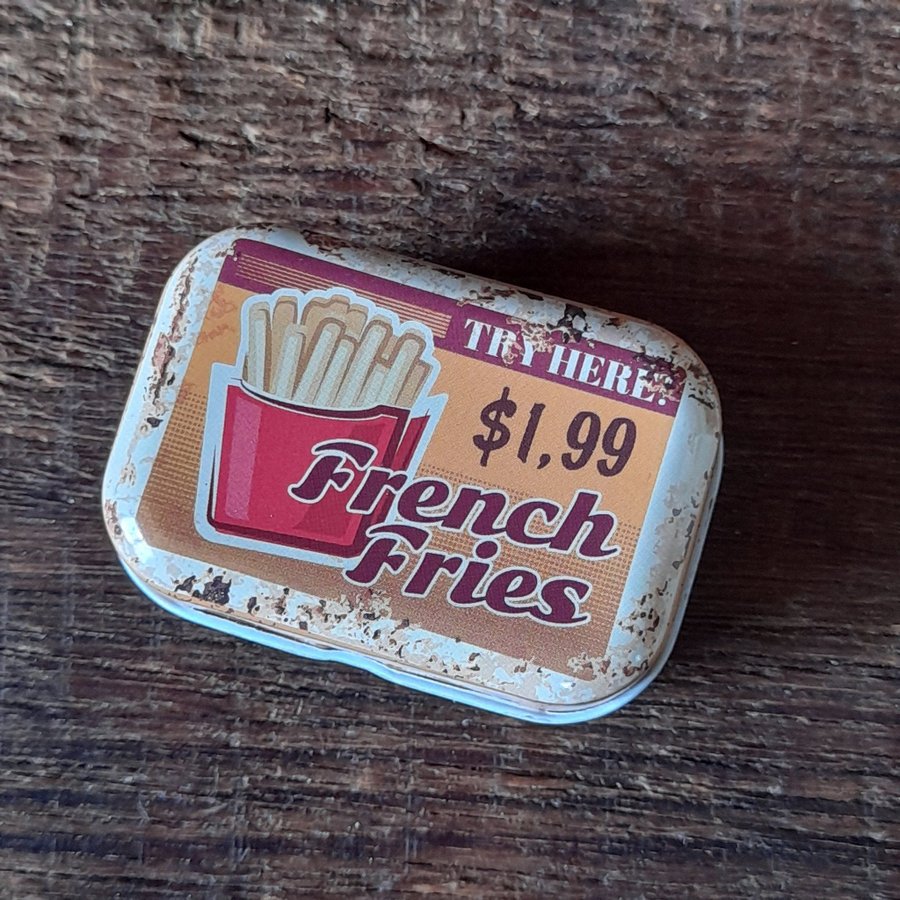 TRY HERE!
$1,99
French
Fries